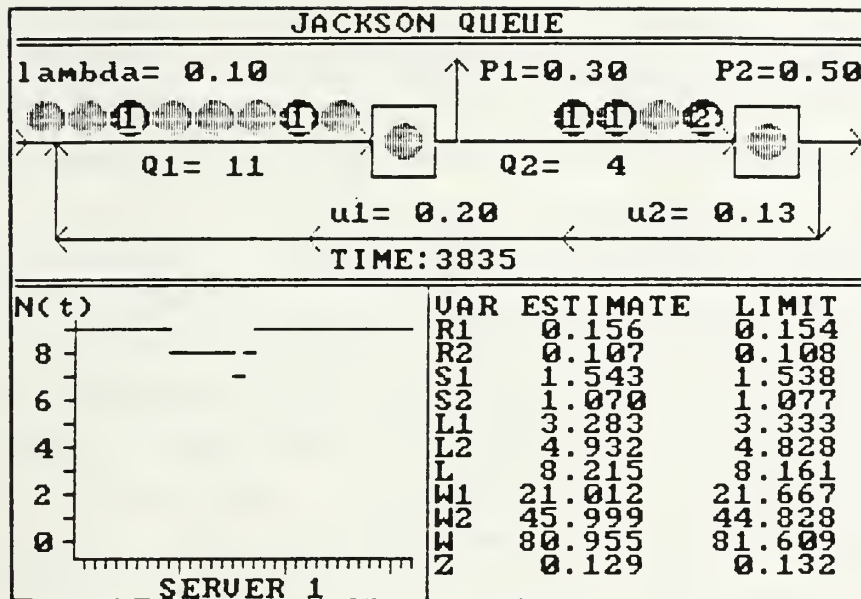 JACKSON QUEUE
lambda= 0.10 P1=0.30 P2=0.50
1 1 1 1 2
Q1= 11 Q2= 4
u1= 0.20 u2= 0.13
TIME:3835
N(t)
8
6
4
2
0
SERVER 1
VAR ESTIMATE LIMIT
R1 0.156 0.154
R2 0.107 0.108
S1 1.543 1.538
S2 1.070 1.077
L1 3.283 3.333
L2 4.932 4.828
L 8.215 8.161
W1 21.012 21.667
W2 45.999 44.828
W 80.955 81.609
Z 0.129 0.132